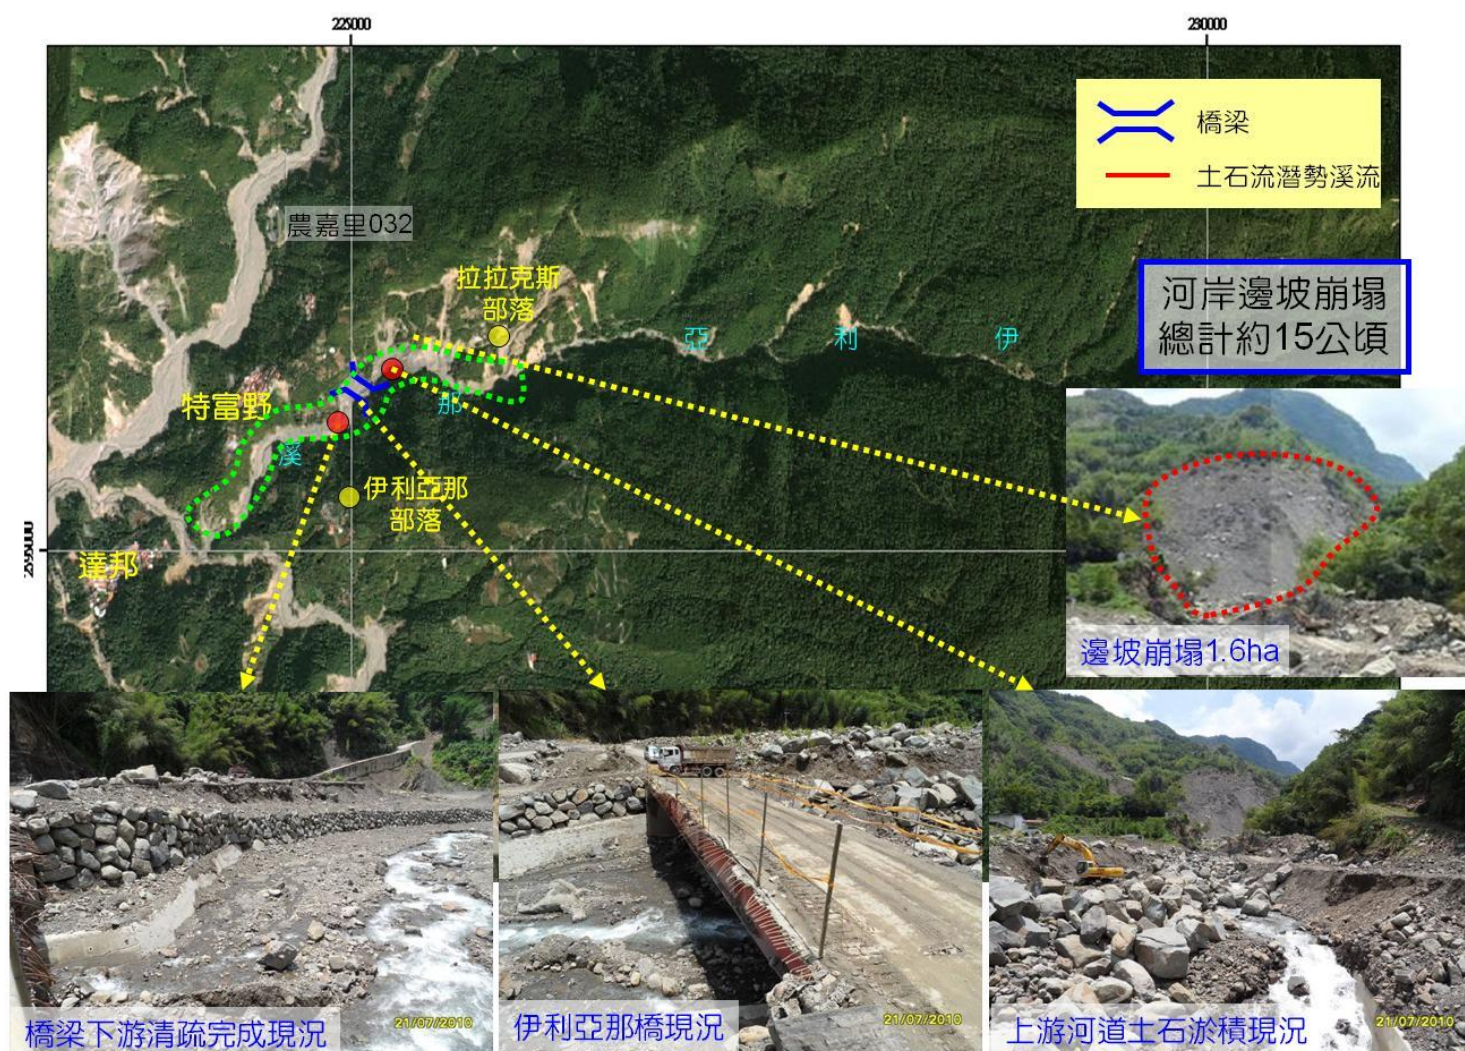 225000
230000
橋梁
土石流潛勢溪流
農嘉里032
拉拉克斯
部落
河岸邊坡崩塌
總計約15公頃
亞 利 伊
特富野
那
溪
伊利亞那
部落
2595000
達邦
邊坡崩塌1.6ha
橋梁下游清疏完成現況
21/07/2010
伊利亞那橋現況
21/07/2010
上游河道土石淤積現況
21/07/2010